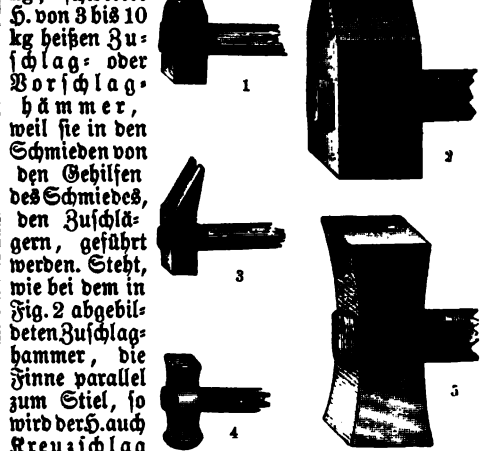 H. von 3 bis 10
kg heißen Zu-
schlag- oder
Vorschlag-
hämmer,
weil sie in den
Schmieden von
den Gehilfen
des Schmiedes,
den Zuschlä-
gern, geführt
werden. Steht,
wie bei dem in
Fig. 2 abgebil-
deten Zuschlag-
hammer, die
Finne parallel
zum Stiel, so
wird der H. auch
Kreuzschlag
1
2
3
4
5